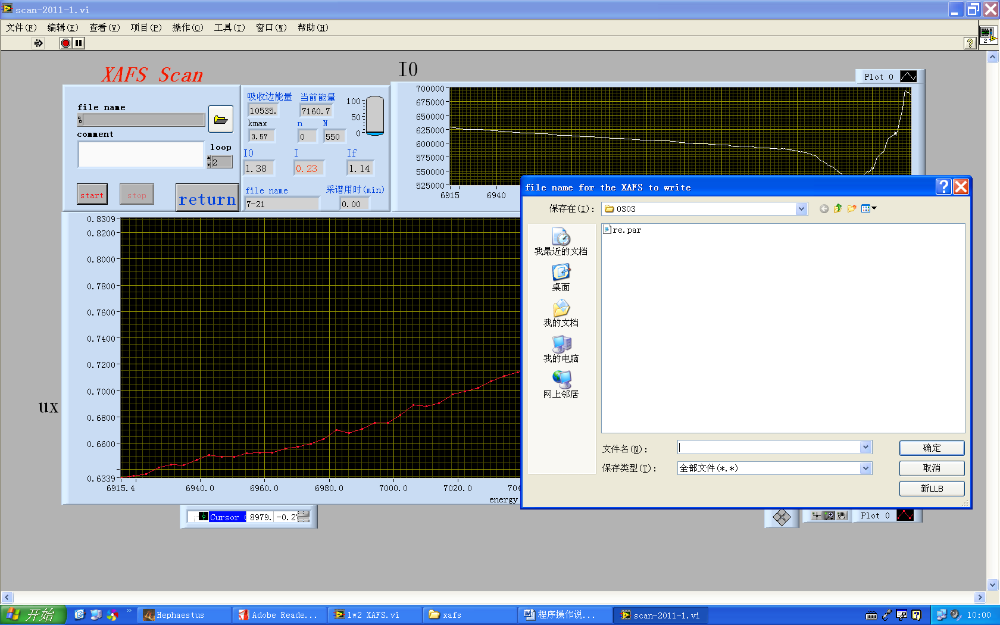 scan-2011-1.vi
文件(F) 编辑(E) 查看(V) 项目(P) 操作(O) 工具(T) 窗口(W) 帮助(H)
2
XAFS Scan
I0
Plot 0
file name
comment
loop
2
start
stop
return
吸收边能量
当前能量
10535.
7160.7
kmax
n
N
3.57
0
550
100
50
0
I0
I
If
1.38
0.23
1.14
file name
采谱用时(min)
7-21
0.00
700000
675000
650000
625000
600000
575000
550000
525000
6915
6940
ux
0.8309
0.8200
0.8000
0.7800
0.7600
0.7400
0.7200
0.7000
0.6800
0.6600
0.6339
6915.4
6940.0
6960.0
6980.0
7000.0
7020.0
energy
file name for the XAFS to write
保存在(I):
0303
re.par
我最近的文档
桌面
我的文档
我的电脑
网上邻居
文件名(N):
保存类型(T):
全部文件(*.*)
确定
取消
新LLB
Cursor
8979.
Plot 0
开始
Hephaestus
Adobe Reade...
1w2 XAFS.vi
xafs
程序操作说...
scan-2011-1.vi
10:00